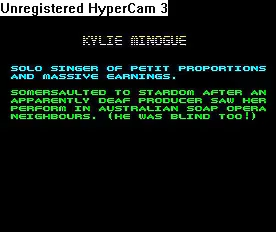 Unregistered HyperCam 3
KYLIE MINOGUE
SOLO SINGER OF PETIT PROPORTIONS
AND MASSIVE EARNINGS.
SOMERSAULTED TO STARDOM AFTER AN
APPARENTLY DEAF PRODUCER SAW HER
PERFORM IN AUSTRALIAN SOAP OPERA
NEIGHBOURS. (HE WAS BLIND TOO!)